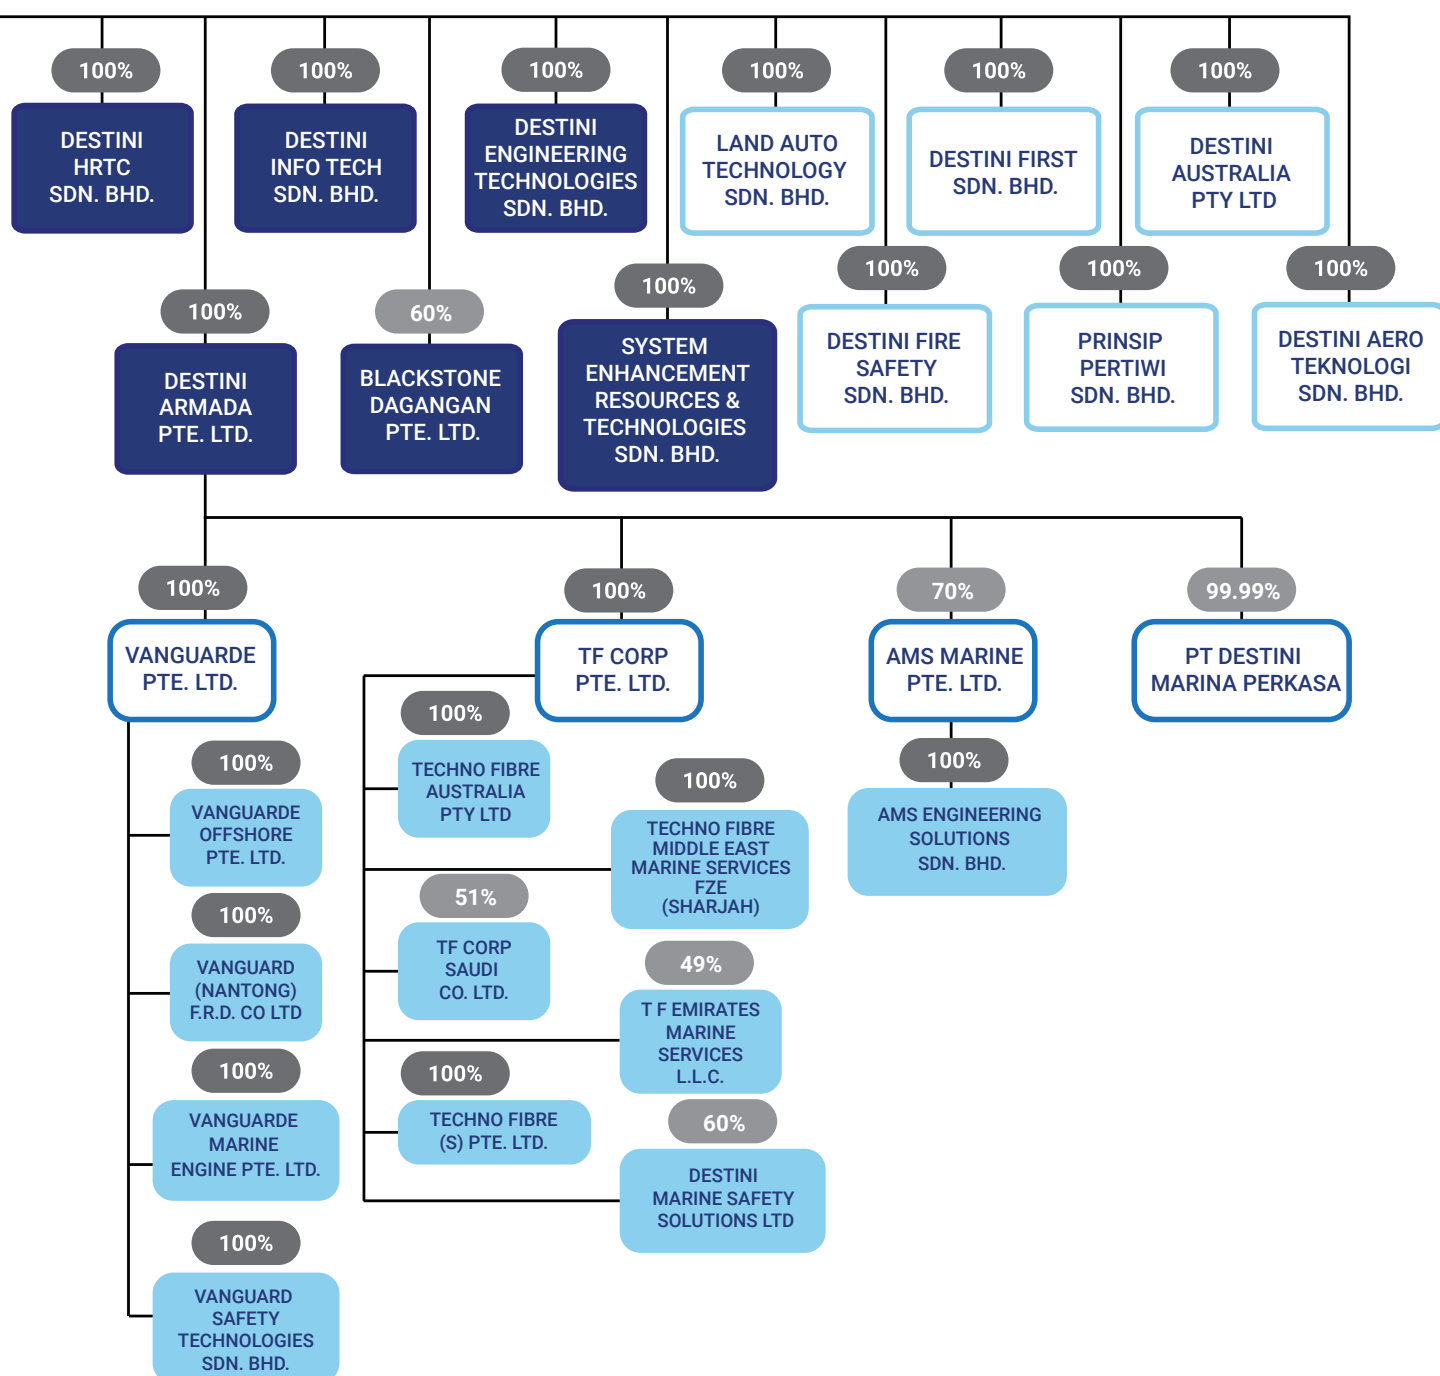 100%
DESTINI
HRTC
SDN. BHD.
100%
DESTINI
INFO TECH
SDN. BHD.
100%
DESTINI
ENGINEERING
TECHNOLOGIES
SDN. BHD.
100%
LAND AUTO
TECHNOLOGY
SDN. BHD.
100%
DESTINI FIRST
SDN. BHD.
100%
DESTINI
AUSTRALIA
PTY LTD
100%
DESTINI
ARMADA
PTE. LTD.
60%
BLACKSTONE
DAGANGAN
PTE. LTD.
100%
SYSTEM
ENHANCEMENT
RESOURCES &
TECHNOLOGIES
SDN. BHD.
100%
DESTINI FIRE
SAFETY
SDN. BHD.
100%
PRINSIP
PERTIWI
SDN. BHD.
100%
DESTINI AERO
TEKNOLOGI
SDN. BHD.
100%
VANGUARDE
PTE. LTD.
100%
TF CORP
PTE. LTD.
70%
AMS MARINE
PTE. LTD.
99.99%
PT DESTINI
MARINA PERKASA
100%
VANGUARDE
OFFSHORE
PTE. LTD.
100%
VANGUARD
(NANTONG)
F.R.D. CO LTD
100%
VANGUARDE
MARINE
ENGINE PTE. LTD.
100%
VANGUARD
SAFETY
TECHNOLOGIES
SDN. BHD.
100%
TECHNO FIBRE
AUSTRALIA
PTY LTD
100%
TECHNO FIBRE
MIDDLE EAST
MARINE SERVICES
FZE
(SHARJAH)
51%
TF CORP
SAUDI
CO. LTD.
49%
T F EMIRATES
MARINE
SERVICES
L.L.C.
100%
TECHNO FIBRE
(S) PTE. LTD.
60%
DESTINI
MARINE SAFETY
SOLUTIONS LTD
100%
AMS ENGINEERING
SOLUTIONS
SDN. BHD.